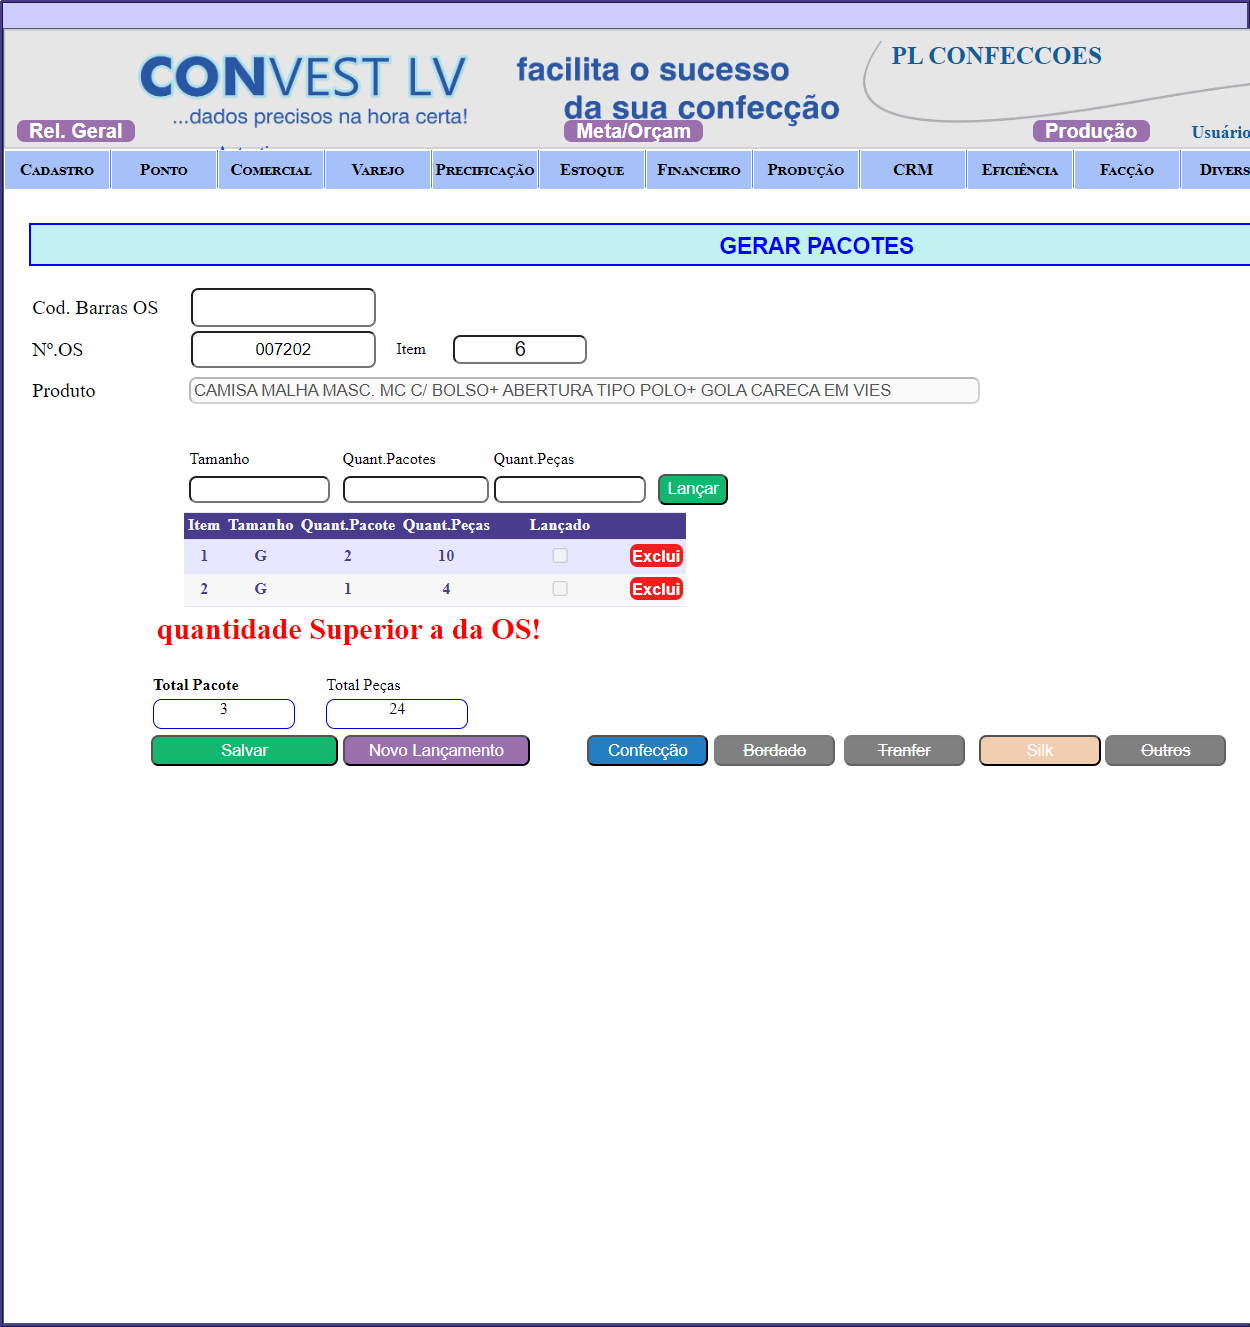 CONVEST LV
...dados precisos na hora certa!
facilita o sucesso
da sua confecção
PL CONFECCOES
Rel. Geral
Meta/Orçam
Produção
Usuário
CADASTRO PONTO COMERCIAL VAREJO PRECIFICAÇÃO ESTOQUE FINANCEIRO PRODUÇÃO CRM EFICIÊNCIA FACÇÃO DIVERS
GERAR PACOTES
Cod. Barras OS
Nº.OS 007202 Item 6
Produto CAMISA MALHA MASC. MC C/ BOLSO+ ABERTURA TIPO POLO+ GOLA CARECA EM VIES
Tamanho Quant.Pacotes Quant.Peças
Lançar
Item Tamanho Quant.Pacote Quant.Peças Lançado
1 G 2 10 Exclui
2 G 1 4 Exclui
quantidade Superior a da OS!
Total Pacote Total Peças
3 24
Salvar Novo Lançamento Confecção Bordado Tranfer Silk Outros